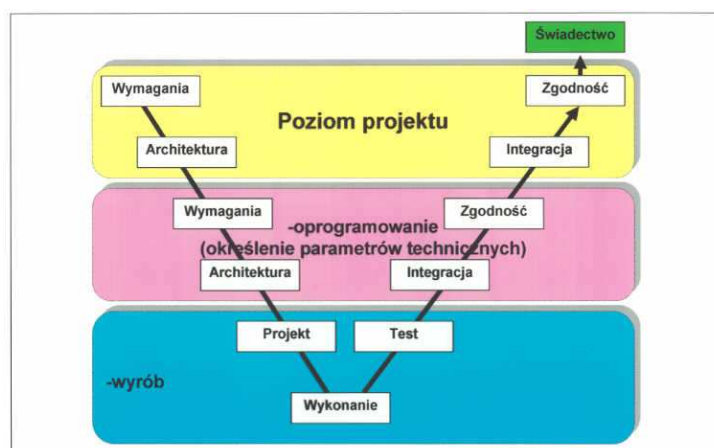 Świadectwo
Wymagania
Zgodność
Poziom projektu
Architektura
Integracja
Wymagania
Zgodność
-oprogramowanie
(określenie parametrów technicznych)
Architektura
Integracja
Projekt
Test
-wyrób
Wykonanie